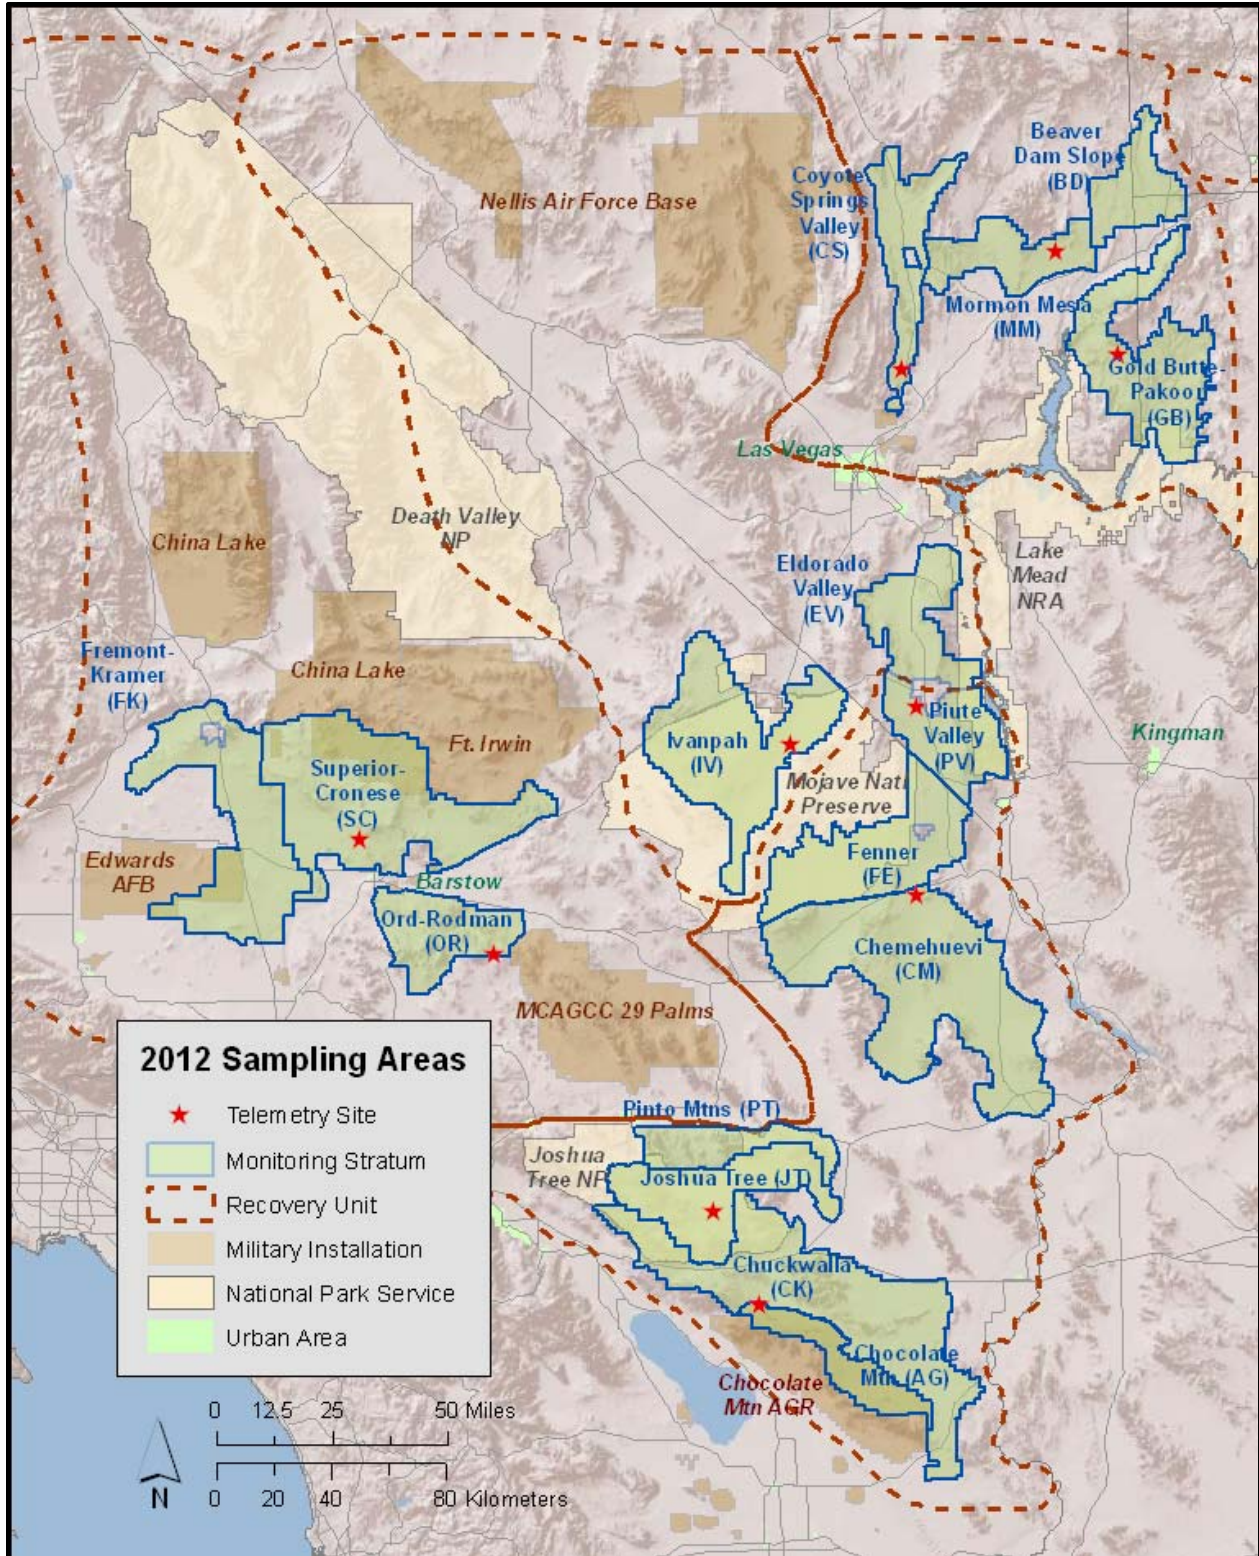 Beaver
Dam Slope
(BD)
Coyote
Springs
Valley
(CS)
Nellis Air Force Base
Mormon Mesa
(MM)
Gold Butte-
Pakoon
(GB)
Las Vegas
Death Valley
NP
China Lake
Eldorado
Valley
(EV)
Lake
Mead
NRA
Fremont-
Kramer
(FK)
China Lake
Ft. Irwin
Superior-
Cronese
(SC)
Ivanpah
(IV)
Piute
Valley
(PV)
Kingman
Mojave Natl
Preserve
Edwards
AFB
Barstow
Fenner
(FE)
Ord-Rodman
(OR)
Chemehuevi
(CM)
MCAGCC 29 Palms
Pinto Mtns (PT)
Joshua
Tree NP
Joshua Tree (JT)
Chuckwalla
(CK)
Chocolate
Mtn (AG)
Chocolate
Mtn AGR
2012 Sampling Areas
Telemetry Site
Monitoring Stratum
Recovery Unit
Military Installation
National Park Service
Urban Area
0 12.5 25 50 Miles
0 20 40 80 Kilometers
N